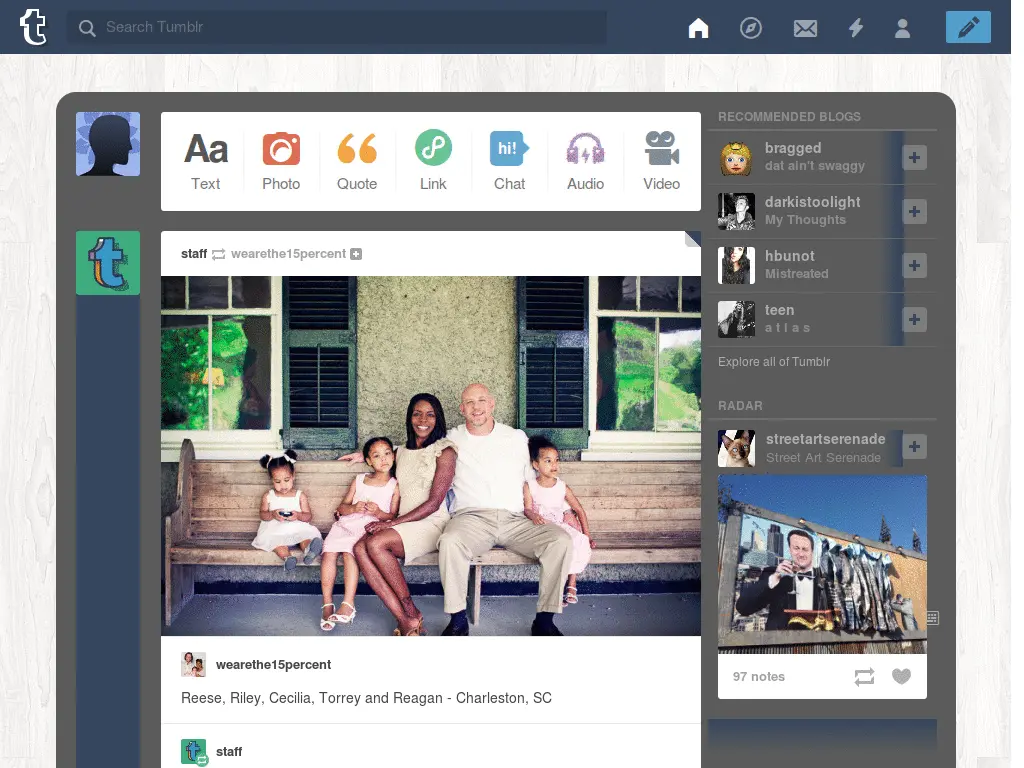 Search Tumblr
Aa
hi!
Text
Photo
Quote
Link
Chat
Audio
Video
staff wearethe15percent
wearethe15percent
Reese, Riley, Cecilia, Torrey and Reagan - Charleston, SC
staff
RECOMMENDED BLOGS
bragged
dat ain't swaggy
darkistoolight
My Thoughts
hbunot
Mistreated
teen
a t l a s
Explore all of Tumblr
RADAR
streetartserenade
Street Art Serenade
97 notes